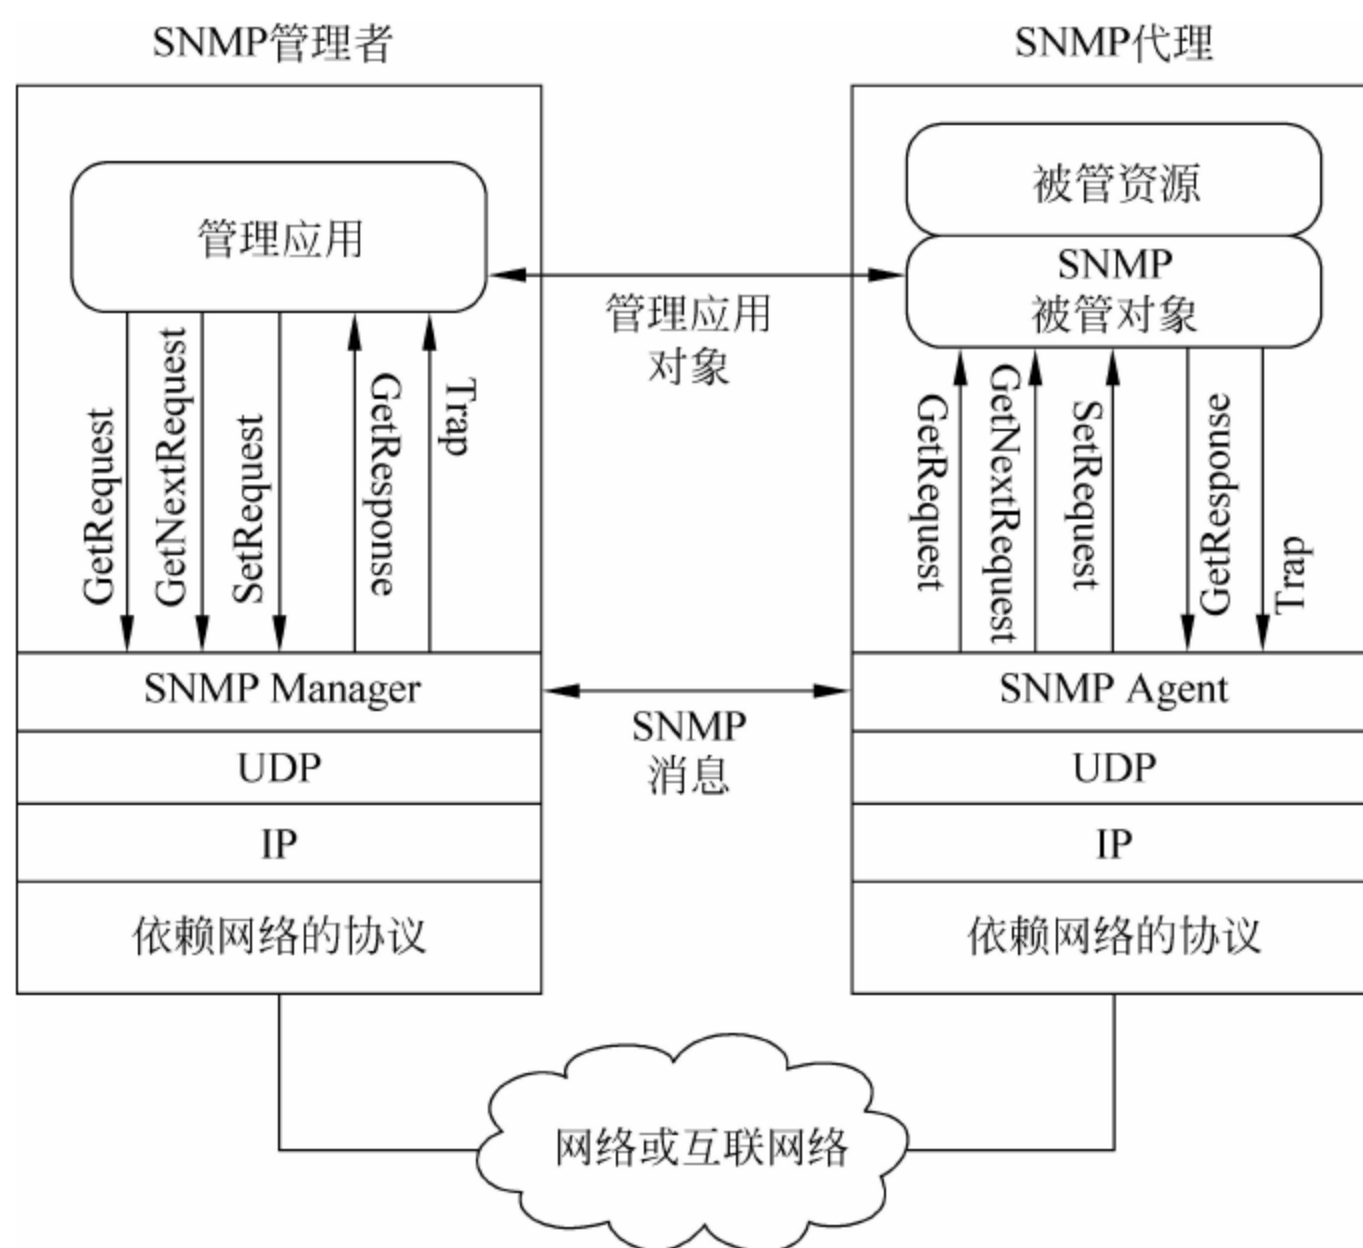 SNMP管理者
管理应用
GetRequest
GetNextRequest
SetRequest
GetResponse
Trap
SNMP Manager
UDP
IP
依赖网络的协议
管理应用
对象
SNMP
消息
SNMP代理
被管资源
SNMP
被管对象
GetRequest
GetNextRequest
SetRequest
GetResponse
Trap
SNMP Agent
UDP
IP
依赖网络的协议
网络或互联网络